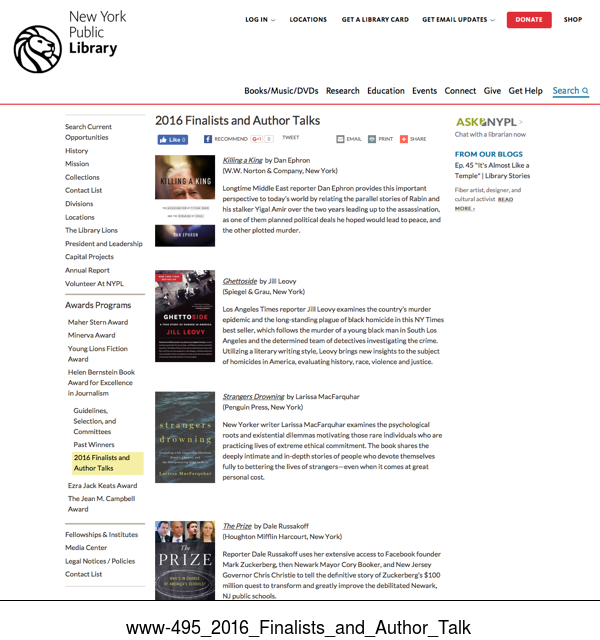 New York
Public
Library
LOG IN
LOCATIONS
GET A LIBRARY CARD
GET EMAIL UPDATES
DONATE
SHOP
Books/Music/DVDs Research Education Events Connect Give Get Help Search
Search Current
Opportunities
History
Mission
Collections
Contact List
Divisions
Locations
The Library Lions
President and Leadership
Capital Projects
Annual Report
Volunteer At NYPL
Awards Programs
Maher Stern Award
Minerva Award
Young Lions Fiction
Award
Helen Bernstein Book
Award for Excellence
in Journalism
Guidelines,
Selection, and
Committees
Past Winners
2016 Finalists and
Author Talks
Ezra Jack Keats Award
The Jean M. Campbell
Award
Fellowships & Institutes
Media Center
Legal Notices / Policies
Contact List
2016 Finalists and Author Talks
Like 0
RECOMMEND
G+1 0
TWEET
EMAIL
PRINT
SHARE
KILLING A KING
DAN EPHRON
Killing a King by Dan Ephron
(W.W. Norton & Company, New York)
Longtime Middle East reporter Dan Ephron provides this important
perspective to today's world by relating the parallel stories of Rabin and
his stalker Yigal Amir over the two years leading up to the assassination,
as one of them planned political deals he hoped would lead to peace, and
the other plotted murder.
GHETTOSIDE
A TRUE STORY OF MURDER IN AMERICA
JILL LEOVY
Ghettoside by Jill Leovy
(Spiegel & Grau, New York)
Los Angeles Times reporter Jill Leovy examines the country's murder
epidemic and the long-standing plague of black homicide in this NY Times
best seller, which follows the murder of a young black man in South Los
Angeles and the determined team of detectives investigating the crime.
Utilizing a literary writing style, Leovy brings new insights to the subject
of homicides in America, evaluating history, race, violence and justice.
strangers
drowning
Larissa MacFarquhar
Strangers Drowning by Larissa MacFarquhar
(Penguin Press, New York)
New Yorker writer Larissa MacFarquhar examines the psychological
roots and existential dilemmas motivating those rare individuals who are
practicing lives of extreme ethical commitment. The book shares the
deeply intimate and in-depth stories of people who devote themselves
fully to bettering the lives of strangers—even when it comes at great
personal cost.
The
PRIZE
WHO'S IN CHARGE
OF AMERICA'S SCHOOLS?
The Prize by Dale Russakoff
(Houghton Mifflin Harcourt, New York)
Reporter Dale Russakoff uses her extensive access to Facebook founder
Mark Zuckerberg, then Newark Mayor Cory Booker, and New Jersey
Governor Chris Christie to tell the definitive story of Zuckerberg's $100
million quest to transform and greatly improve the debilitated Newark,
NJ public schools.
ASK NYPL >
Chat with a librarian now
FROM OUR BLOGS
Ep. 45 "It's Almost Like a
Temple" | Library Stories
Fiber artist, designer, and
cultural activist READ
MORE ›
www-495_2016_Finalists_and_Author_Talk